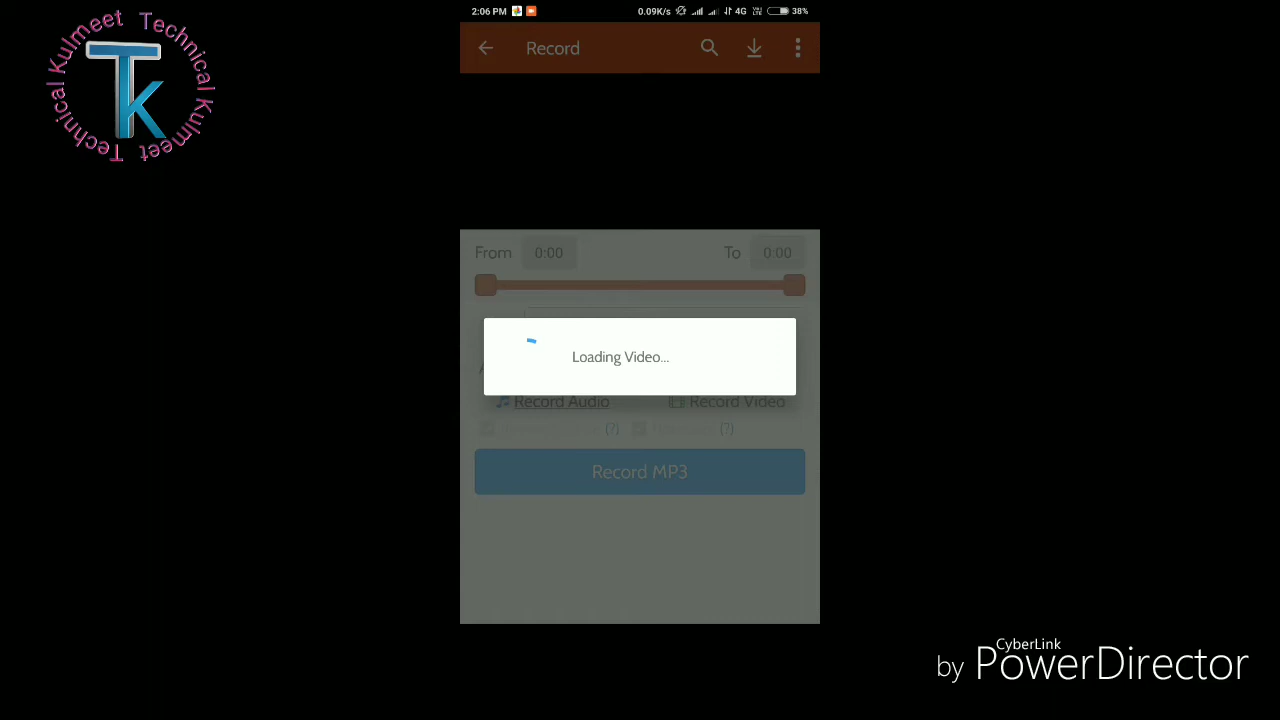 Technical Kulmeet Technical Kulmeet
Tk
2:06 PM 0.09K/s 4G 38%
Record
From 0:00 To 0:00
Loading Video...
Record Audio Record Video
(?) (?)
Record MP3
CyberLink
by PowerDirector